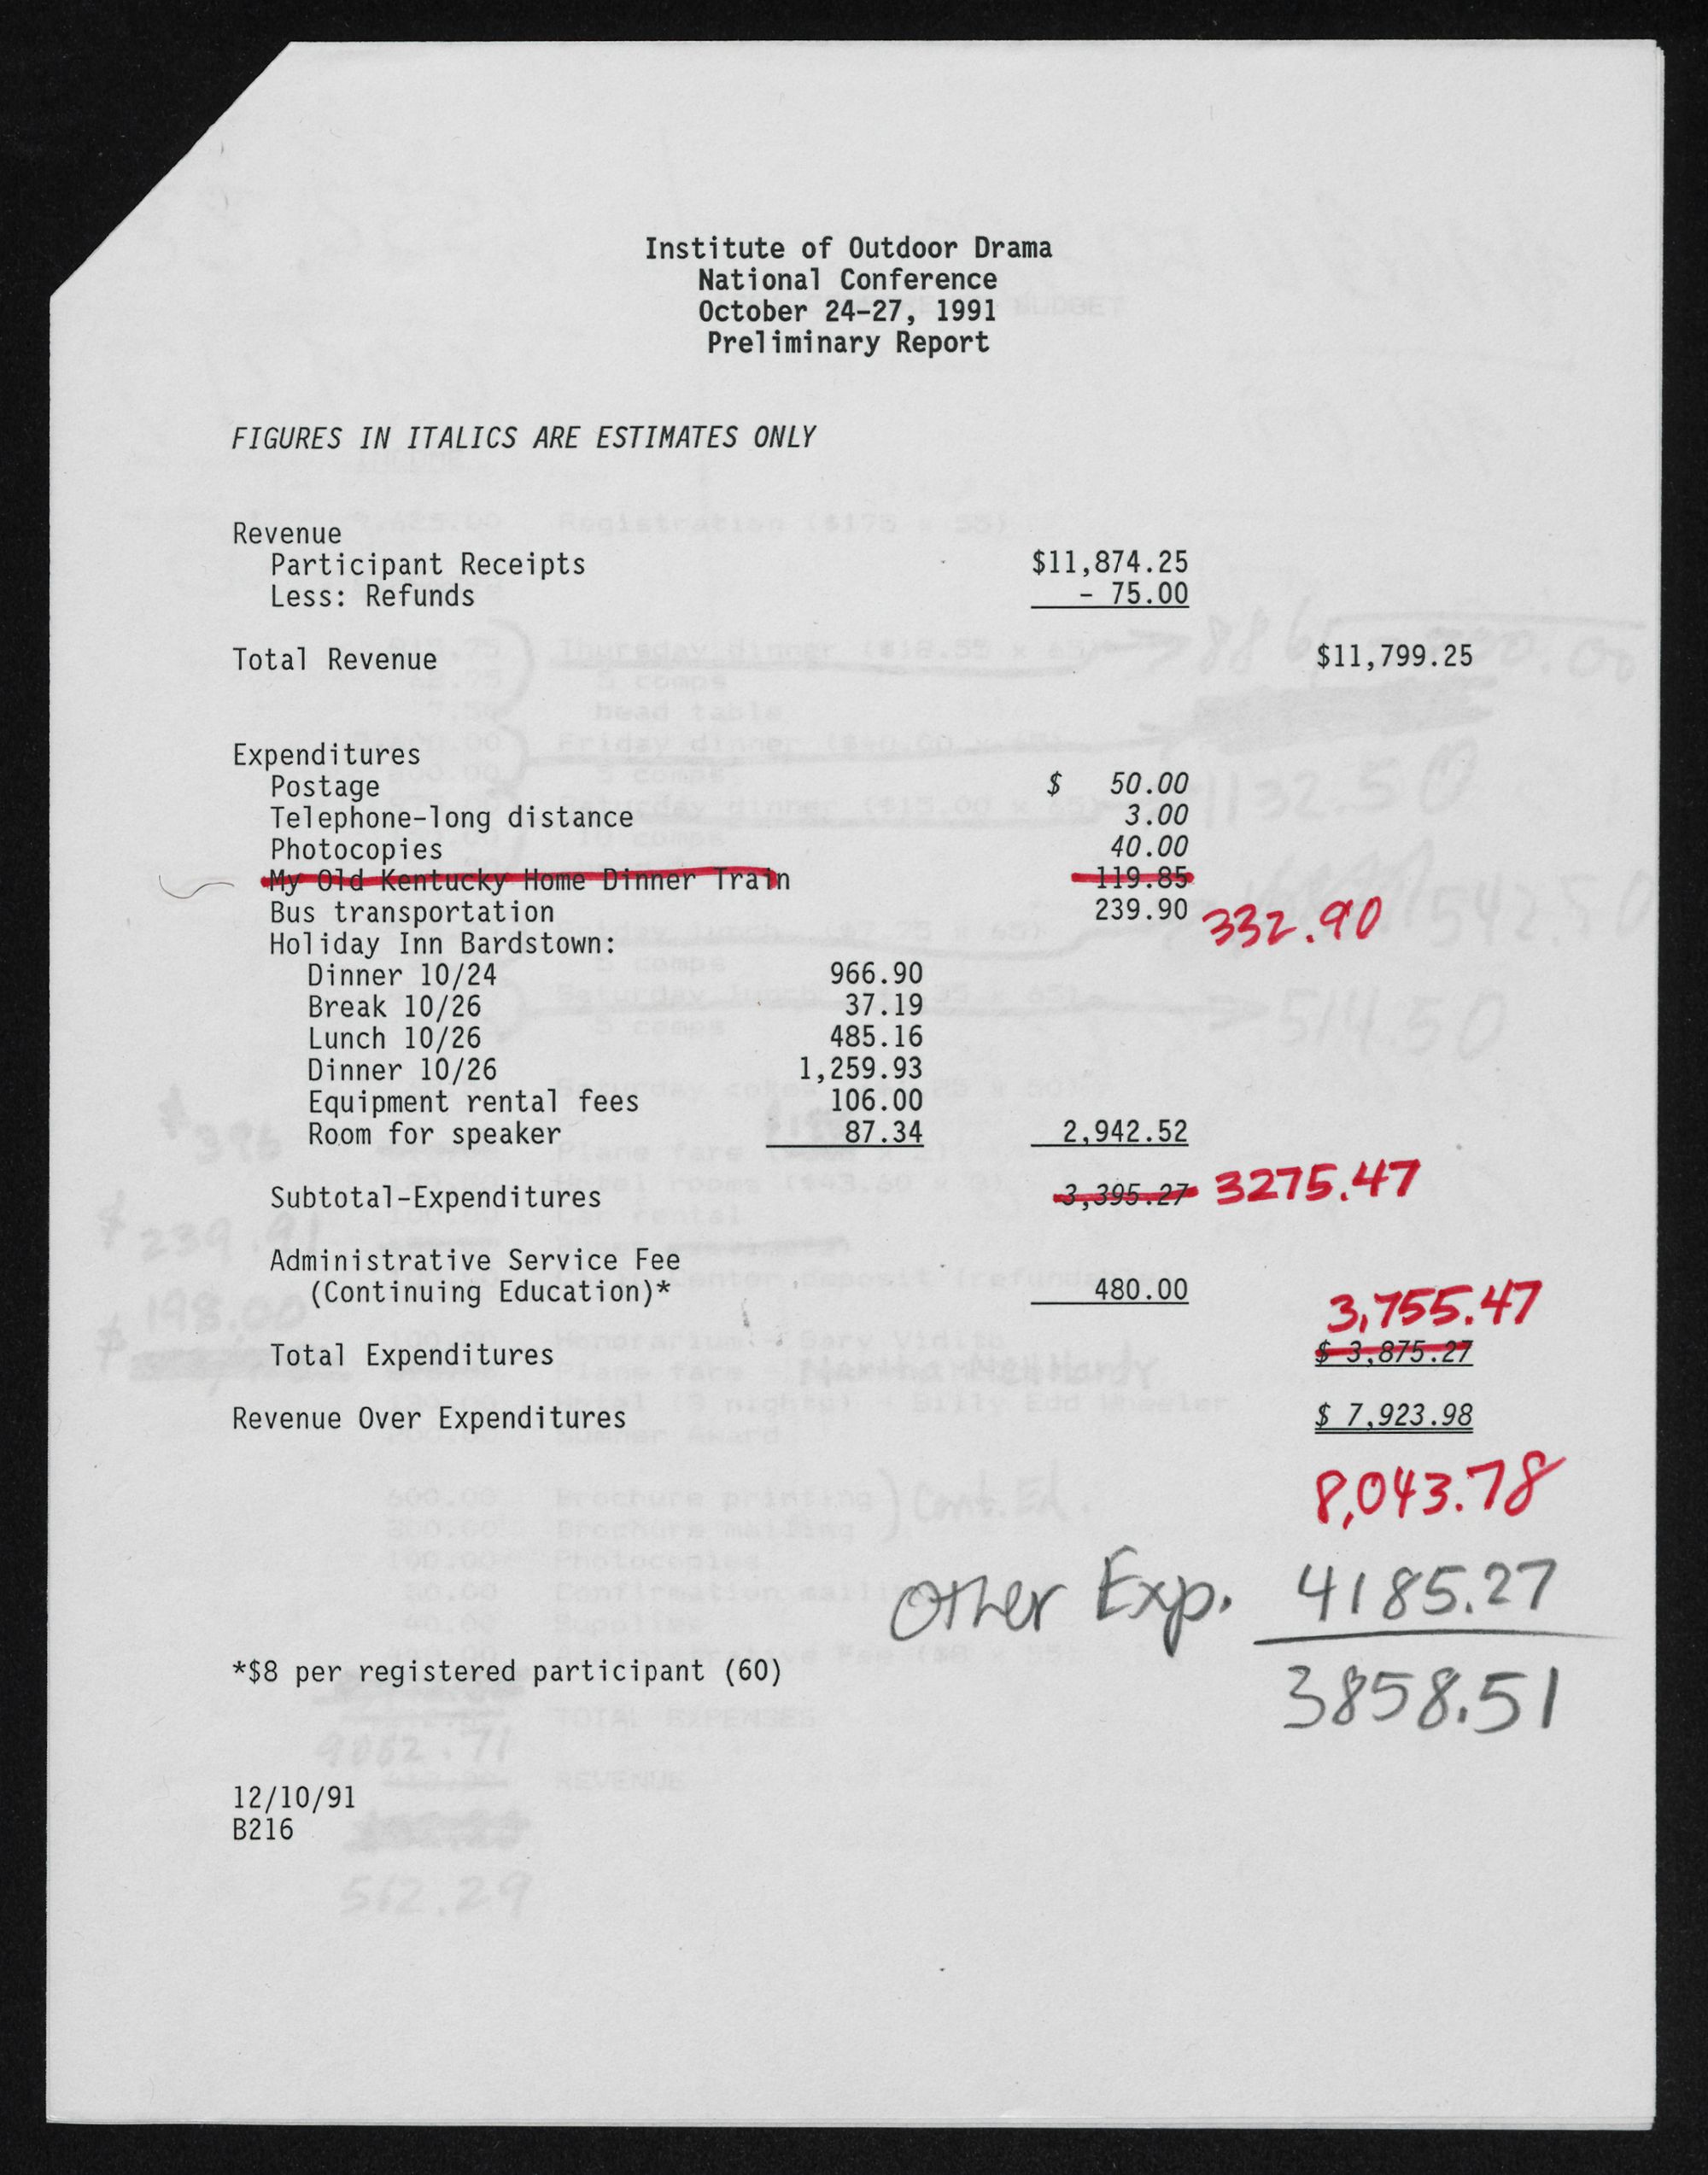 Institute of Outdoor Drama
National Conference
October 24-27, 1991
Preliminary Report
FIGURES IN ITALICS ARE ESTIMATES ONLY
Revenue
Participant Receipts $11,874.25
Less: Refunds - 75.00
Total Revenue $11,799.25
Expenditures
Postage $ 50.00
Telephone-long distance 3.00
Photocopies 40.00
My Old Kentucky Home Dinner Train 119.85
Bus transportation 239.90 332.90
Holiday Inn Bardstown:
Dinner 10/24 966.90
Break 10/26 37.19
Lunch 10/26 485.16
Dinner 10/26 1,259.93
Equipment rental fees 106.00
Room for speaker 87.34 2,942.52
Subtotal-Expenditures 3,395.27 3275.47
Administrative Service Fee
(Continuing Education)* 480.00
3,755.47
Total Expenditures $ 3,875.27
Revenue Over Expenditures $ 7,923.98
8,043.78
Other Exp. 4185.27
3858.51
*$8 per registered participant (60)
12/10/91
B216